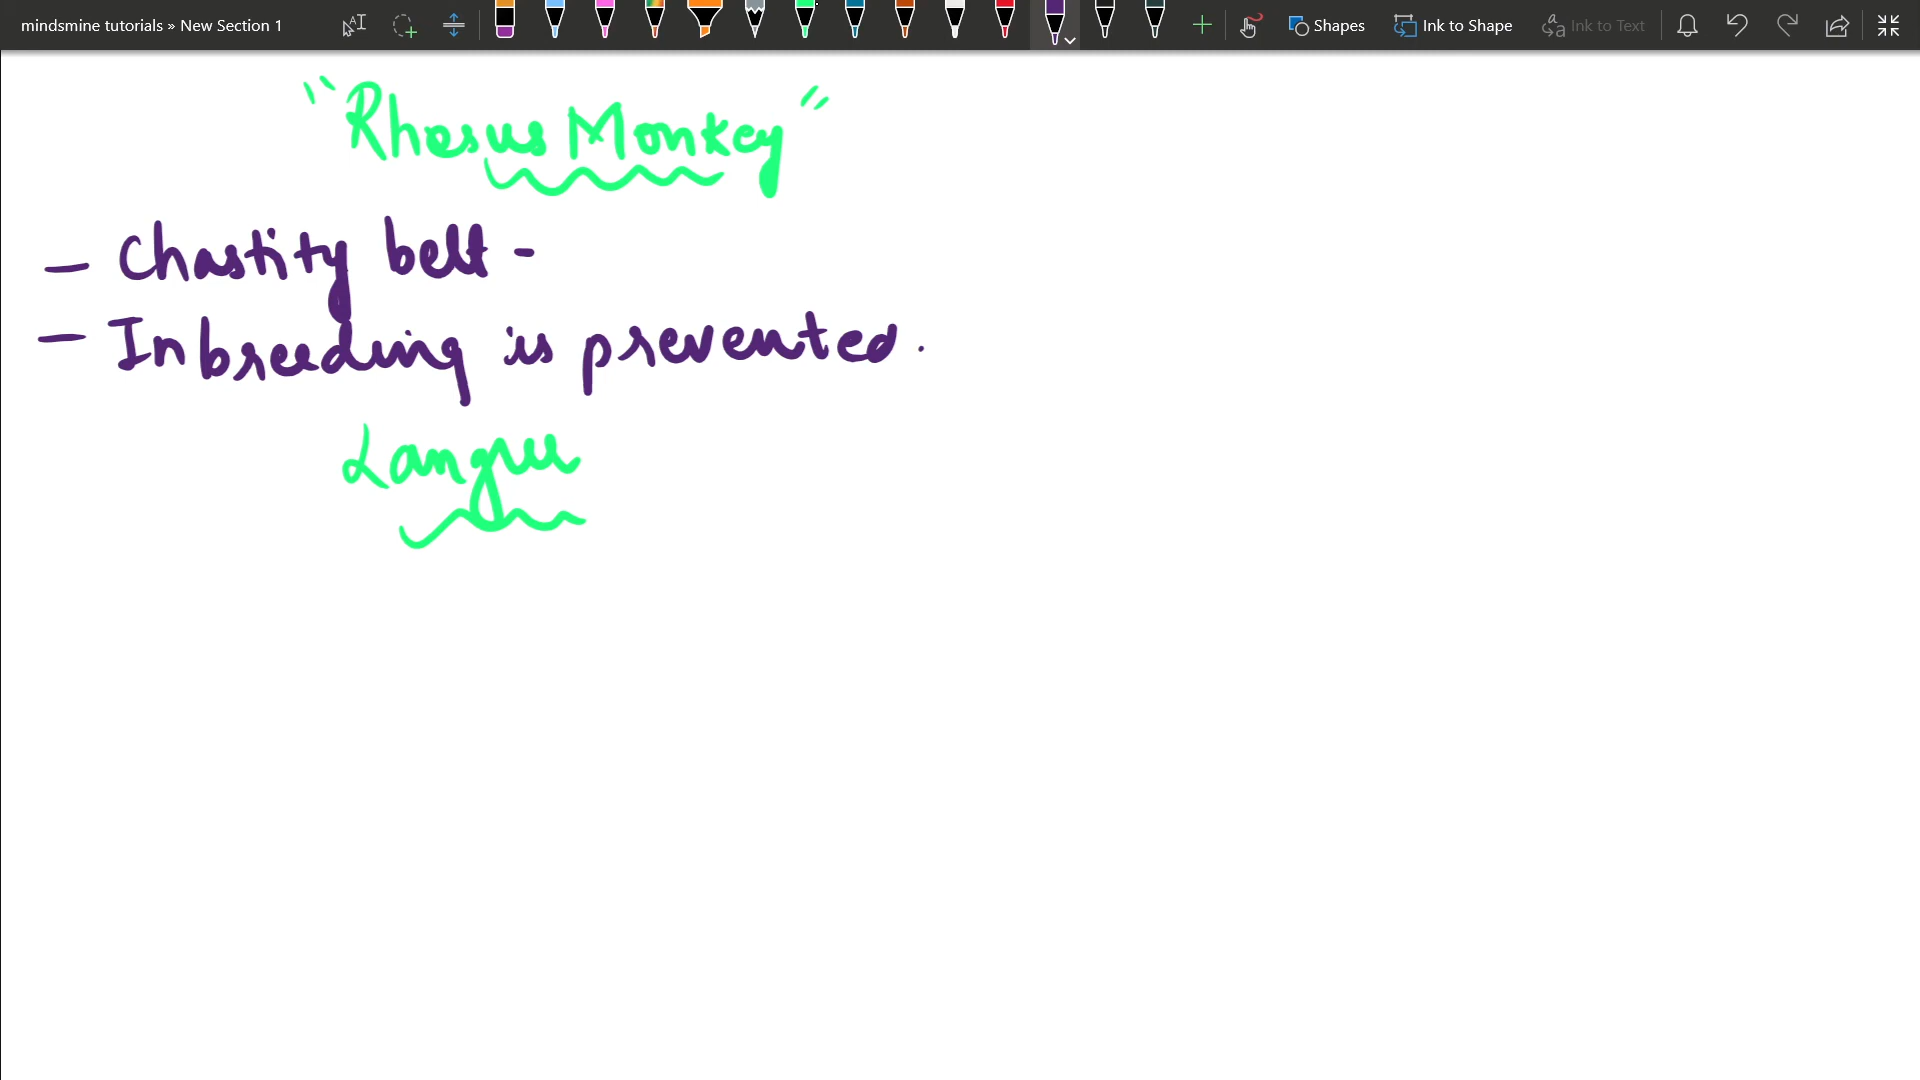 mindsmine tutorials » New Section 1
Shapes
Ink to Shape
Ink to Text
"Rhesus Monkey"
- Chastity belt -
- Inbreeding is prevented.